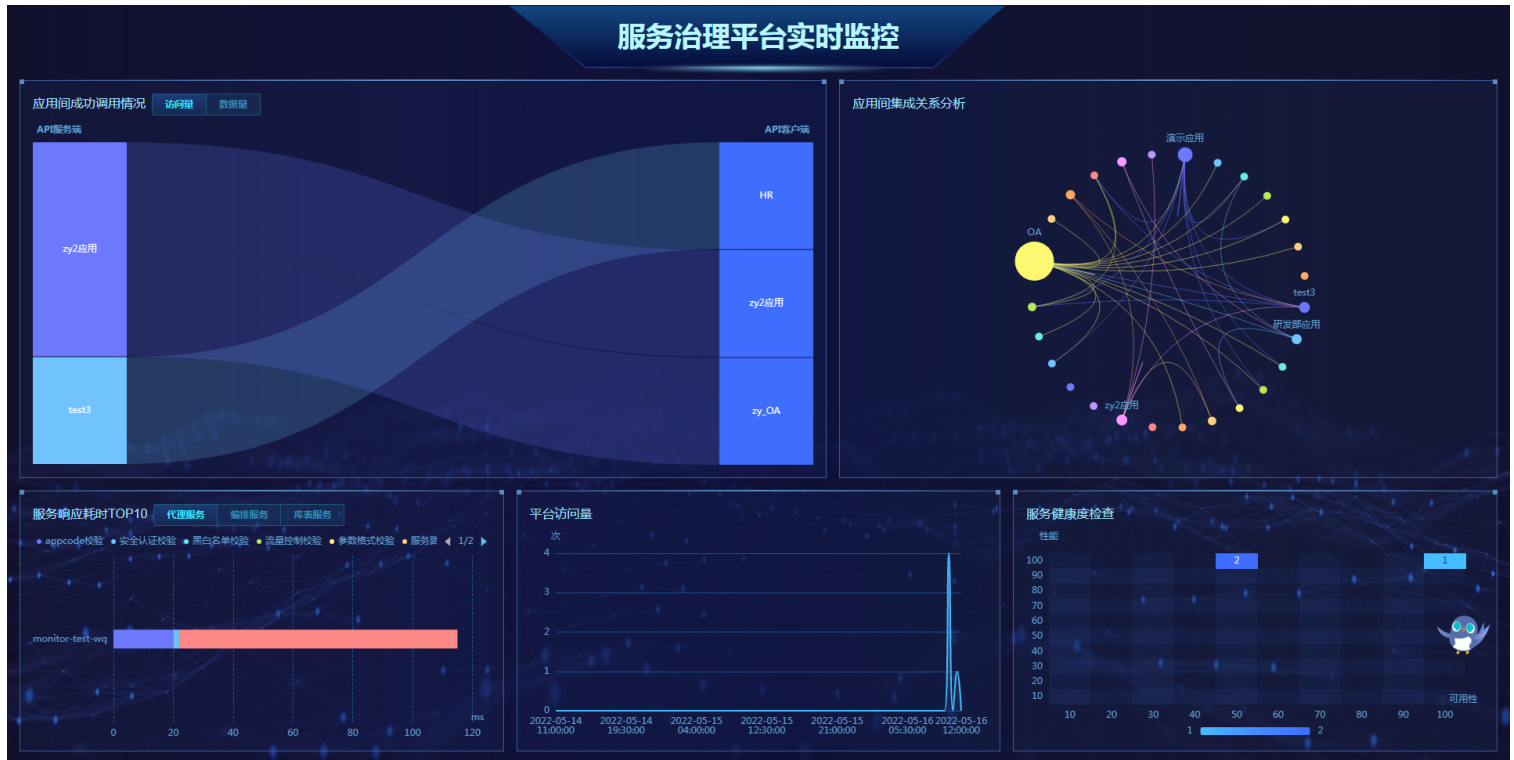 服务治理平台实时监控
应用间成功调用情况 访问量 数据量
API服务端 API客户端
zy2应用
test3
HR
zy2应用
zy_OA
应用间集成关系分析
演示应用
OA
test3
研发部应用
zy2应用
服务响应耗时TOP10 代理服务 编排服务 库表服务
appcode校验 安全认证校验 黑白名单校验 流量控制校验 参数格式校验 服务 1/2
monitor-test-wq
ms
0 20 40 60 80 100 120
平台访问量
次
4
3
2
1
0
2022-05-14 2022-05-14 2022-05-15 2022-05-15 2022-05-15 2022-05-16 2022-05-16
11:00:00 19:30:00 04:00:00 12:30:00 21:00:00 05:30:00 12:00:00
服务健康度检查
性能
100 2 1
90
80
70
60
50
40
30
20
10
可用性
10 20 30 40 50 60 70 80 90 100
1 2